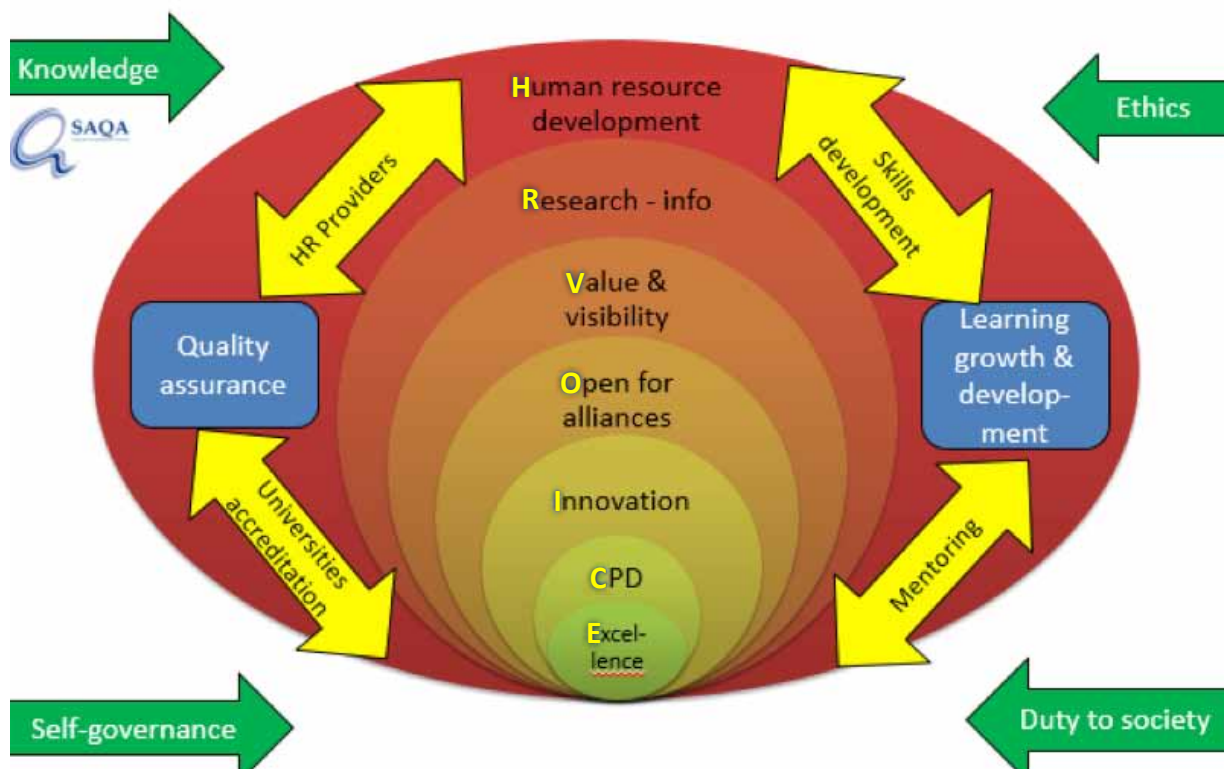 Knowledge
SAQA
Ethics
Human resource
development
HR Providers
Skills
development
Research - info
Value &
visibility
Quality
assurance
Learning
growth &
develop-
ment
Open for
alliances
Innovation
Universities
accreditation
Mentoring
CPD
Excel-
lence
Self-governance
Duty to society